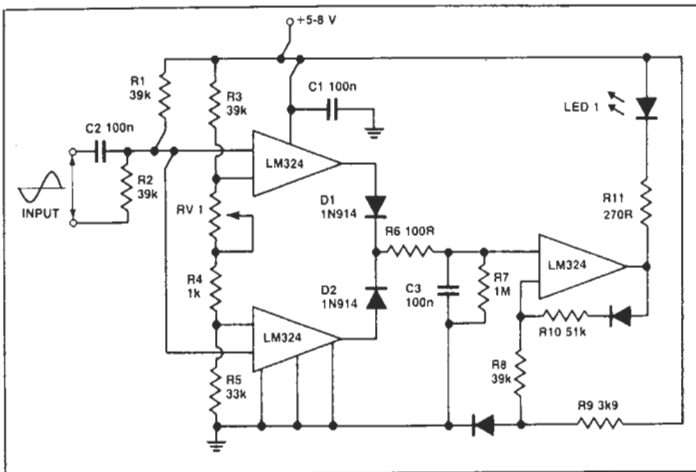 +5-8 V
R1
39k
R3
39k
C1 100n
LED 1
C2 100n
LM324
R2
39k
INPUT
RV 1
D1
1N914
R11
270R
R6 100R
LM324
R4
1k
D2
1N914
C3
100n
R7
1M
R10 51k
LM324
R5
33k
R8
39k
R9 3k9